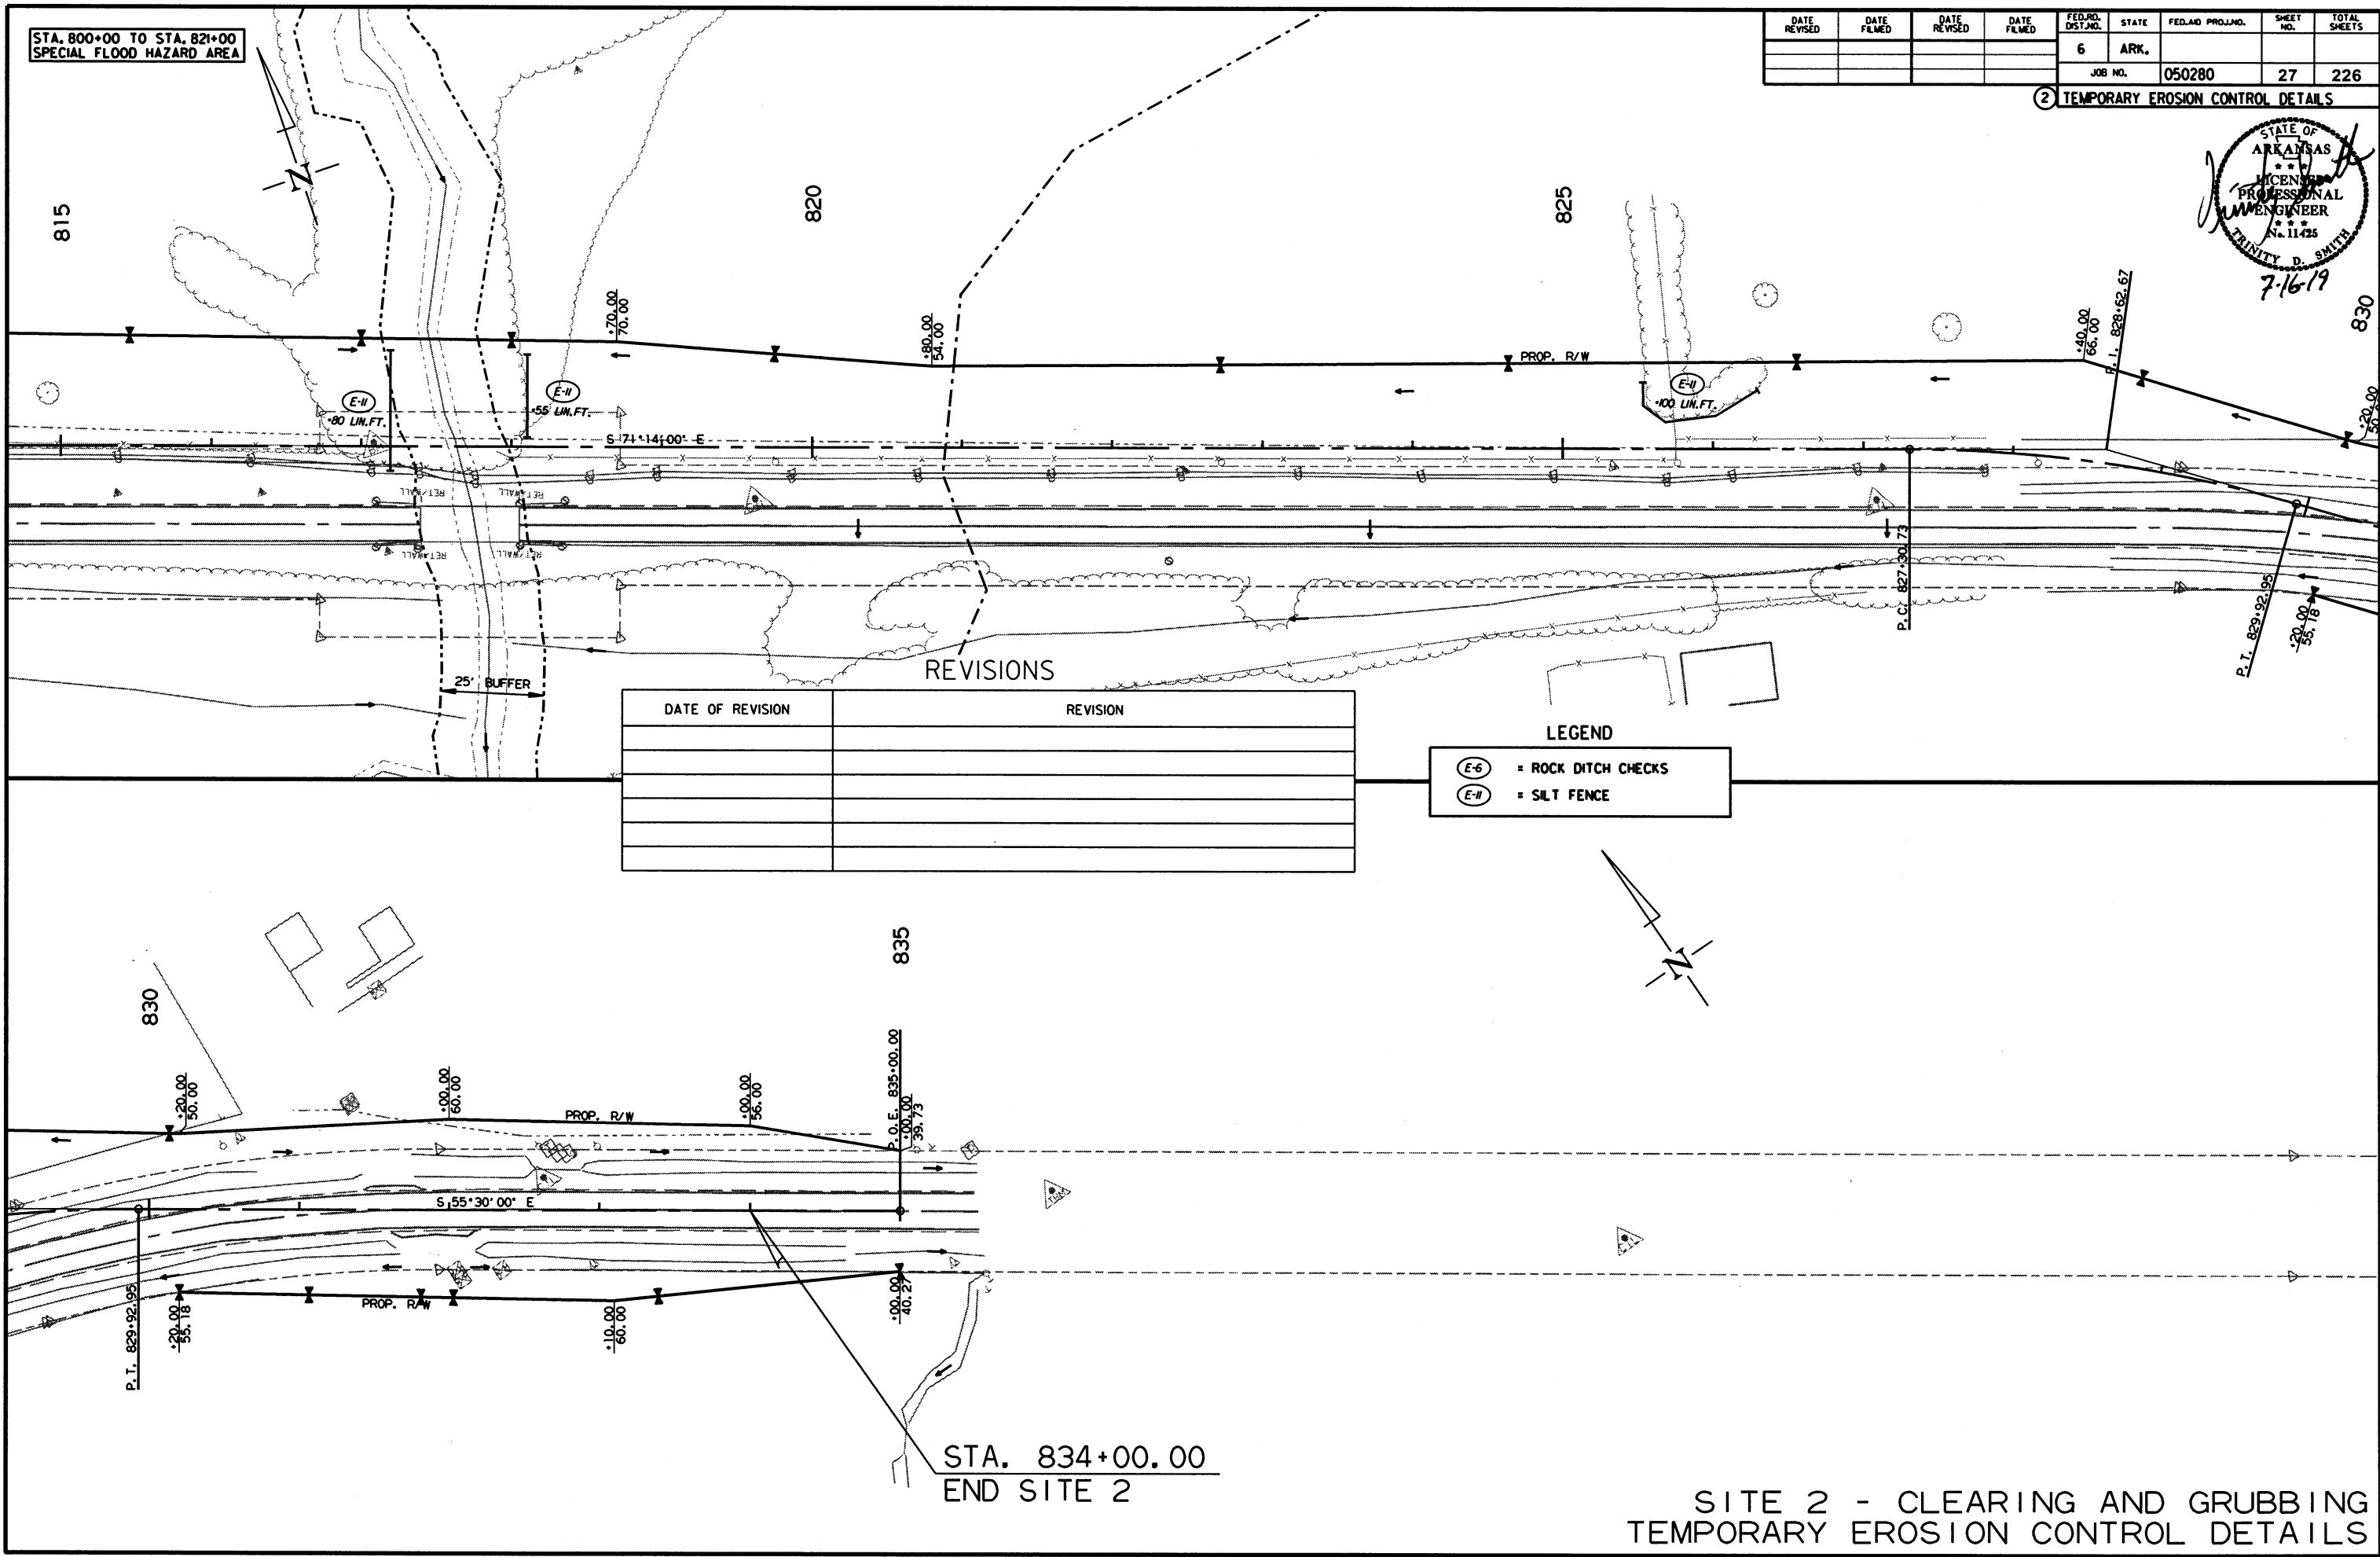 STA. 800+00 TO STA. 821+00
SPECIAL FLOOD HAZARD AREA
DATE REVISED
DATE FILMED
DATE REVISED
DATE FILMED
FED.RD. DIST.NO.
STATE
FED.AID PROJ.NO.
SHEET NO.
TOTAL SHEETS
6
ARK.
JOB NO.
050280
27
226
2
TEMPORARY EROSION CONTROL DETAILS
STATE OF
ARKANSAS
LICENSED
PROFESSIONAL
ENGINEER
No. 11425
TRINITY D. SMITH
7-16-19
N
815
820
825
830
+70.00
70.00
+80.00
54.00
PROP. R/W
+40.00
66.00
P.I. 828+62.67
+20.00
E-11
+80 LIN.FT.
E-11
+55 LIN.FT.
E-11
+100 LIN.FT.
S 71°14'00" E
RET/WALL
RET/WALL
RET/WALL
RET/WALL
P.C. 827+30.73
P.T. 829+92.95
+20.00
55.18
25' BUFFER
REVISIONS
DATE OF REVISION
REVISION
LEGEND
E-6 = ROCK DITCH CHECKS
E-11 = SILT FENCE
N
830
835
+20.00
50.00
+00.00
60.00
PROP. R/W
+00.00
56.00
P.O.E. 835+00.00
+00.00
39.73
S 55°30'00" E
P.T. 829+92.95
+20.00
55.18
PROP. R/W
+10.00
60.00
+00.00
40.27
STA. 834+00.00
END SITE 2
SITE 2 - CLEARING AND GRUBBING
TEMPORARY EROSION CONTROL DETAILS